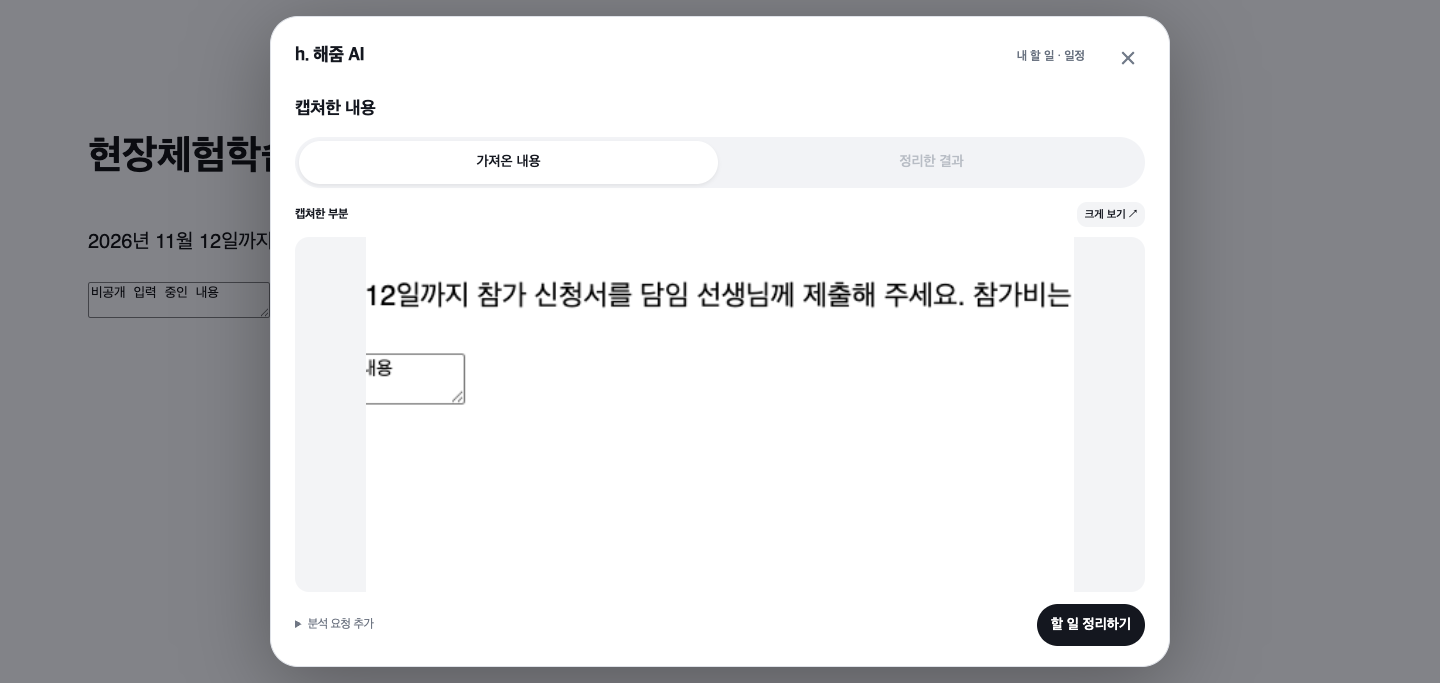 h. 해줌 AI
내 할 일 · 일정
캡쳐한 내용
가져온 내용
정리한 결과
캡쳐한 부분
크게 보기 ↗
12일까지 참가 신청서를 담임 선생님께 제출해 주세요. 참가비는
내용
▶ 분석 요청 추가
할 일 정리하기
현장체험학습
2026년 11월 12일까지
비공개 입력 중인 내용